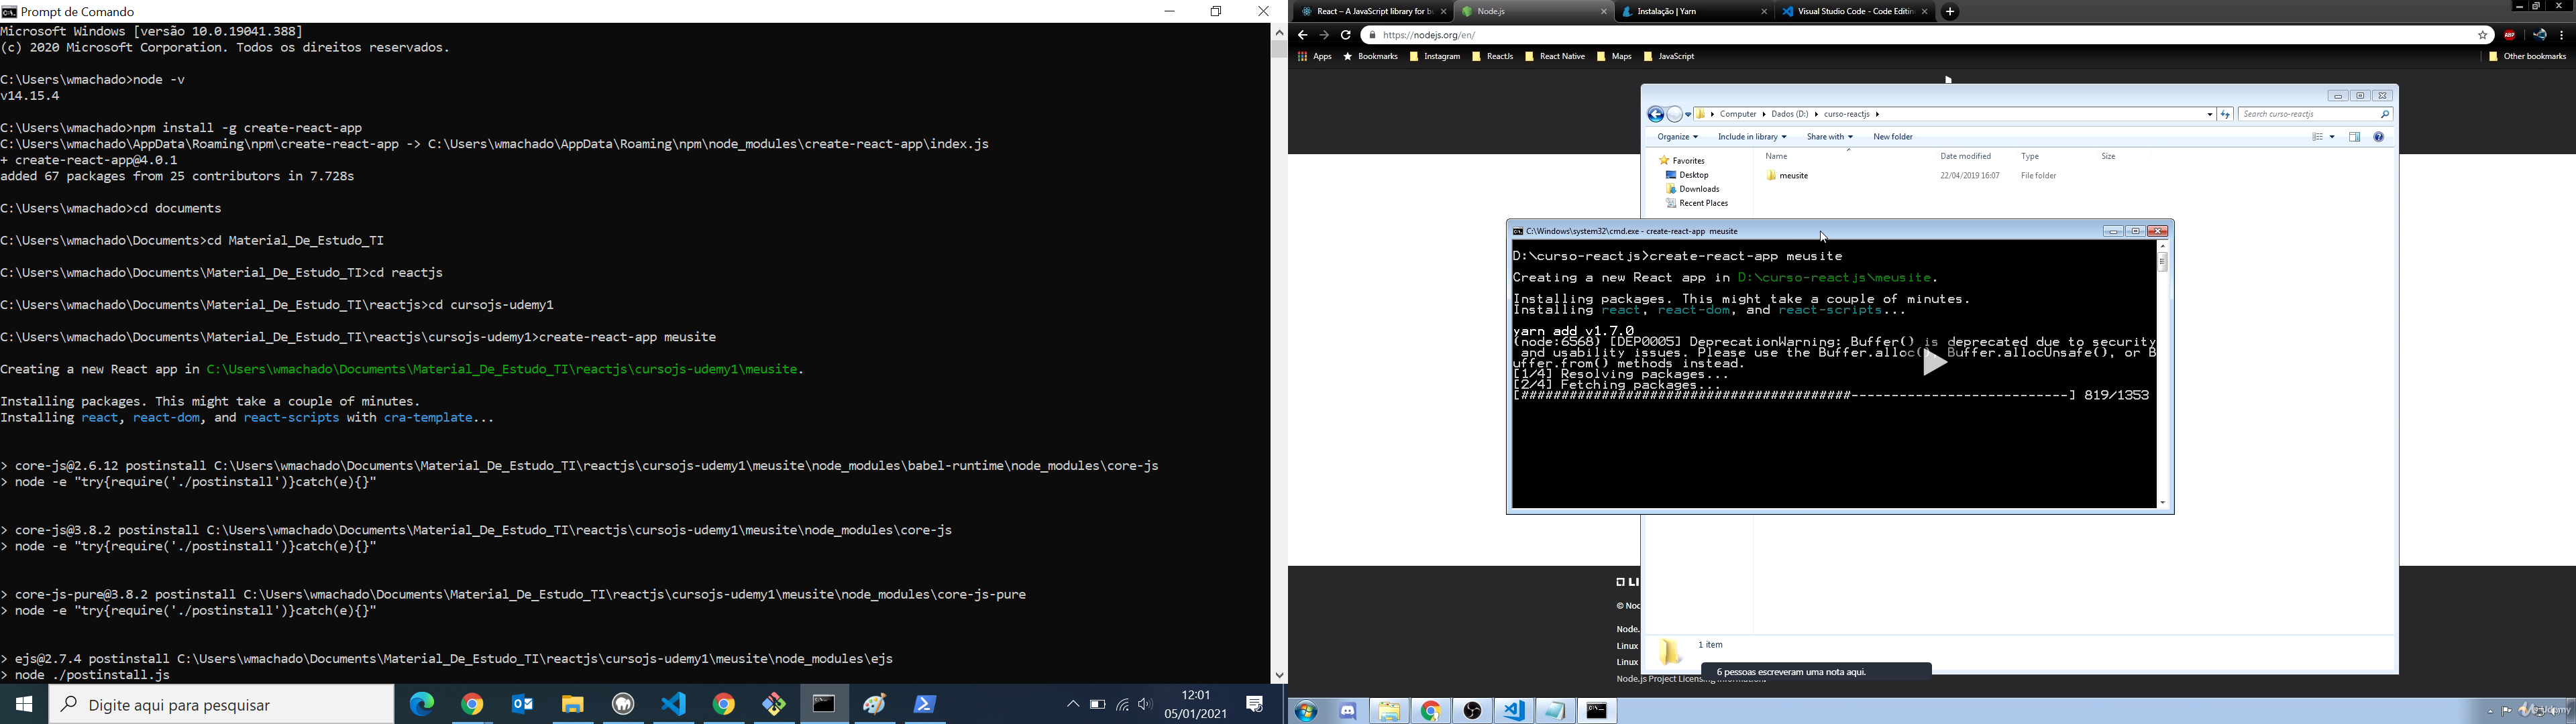 Prompt de Comando
Microsoft Windows [versão 10.0.19041.388]
(c) 2020 Microsoft Corporation. Todos os direitos reservados.
C:\Users\wmachado>node -v
v14.15.4
C:\Users\wmachado>npm install -g create-react-app
C:\Users\wmachado\AppData\Roaming\npm\create-react-app -> C:\Users\wmachado\AppData\Roaming\npm\node_modules\create-react-app\index.js
+ create-react-app@4.0.1
added 67 packages from 25 contributors in 7.728s
C:\Users\wmachado>cd documents
C:\Users\wmachado\Documents>cd Material_De_Estudo_TI
C:\Users\wmachado\Documents\Material_De_Estudo_TI>cd reactjs
C:\Users\wmachado\Documents\Material_De_Estudo_TI\reactjs>cd cursojs-udemy1
C:\Users\wmachado\Documents\Material_De_Estudo_TI\reactjs\cursojs-udemy1>create-react-app meusite
Creating a new React app in C:\Users\wmachado\Documents\Material_De_Estudo_TI\reactjs\cursojs-udemy1\meusite.
Installing packages. This might take a couple of minutes.
Installing react, react-dom, and react-scripts with cra-template...
> core-js@2.6.12 postinstall C:\Users\wmachado\Documents\Material_De_Estudo_TI\reactjs\cursojs-udemy1\meusite\node_modules\babel-runtime\node_modules\core-js
> node -e "try{require('./postinstall')}catch(e){}"
> core-js@3.8.2 postinstall C:\Users\wmachado\Documents\Material_De_Estudo_TI\reactjs\cursojs-udemy1\meusite\node_modules\core-js
> node -e "try{require('./postinstall')}catch(e){}"
> core-js-pure@3.8.2 postinstall C:\Users\wmachado\Documents\Material_De_Estudo_TI\reactjs\cursojs-udemy1\meusite\node_modules\core-js-pure
> node -e "try{require('./postinstall')}catch(e){}"
> ejs@2.7.4 postinstall C:\Users\wmachado\Documents\Material_De_Estudo_TI\reactjs\cursojs-udemy1\meusite\node_modules\ejs
> node ./postinstall.js
Digite aqui para pesquisar
12:01
05/01/2021
React – A JavaScript library for b
Node.js
Instalação | Yarn
Visual Studio Code - Code Editin
https://nodejs.org/en/
ABP
Apps Bookmarks Instagram ReactJs React Native Maps JavaScript Other bookmarks
Computer Dados (D:) curso-reactjs
Search curso-reactjs
Organize Include in library Share with New folder
Favorites
Desktop
Downloads
Recent Places
Name Date modified Type Size
meusite 22/04/2019 16:07 File folder
C:\Windows\system32\cmd.exe - create-react-app meusite
D:\curso-reactjs>create-react-app meusite
Creating a new React app in D:\curso-reactjs\meusite.
Installing packages. This might take a couple of minutes.
Installing react, react-dom, and react-scripts...
yarn add v1.7.0
(node:6568) [DEP0005] DeprecationWarning: Buffer() is deprecated due to security
and usability issues. Please use the Buffer.alloc(), Buffer.allocUnsafe(), or B
uffer.from() methods instead.
[1/4] Resolving packages...
[2/4] Fetching packages...
819/1353
LI
© Nod
Node.
Linux
Linux
Node.js Project Licensing Information.
1 item
6 pessoas escreveram uma nota aqui.
Udemy